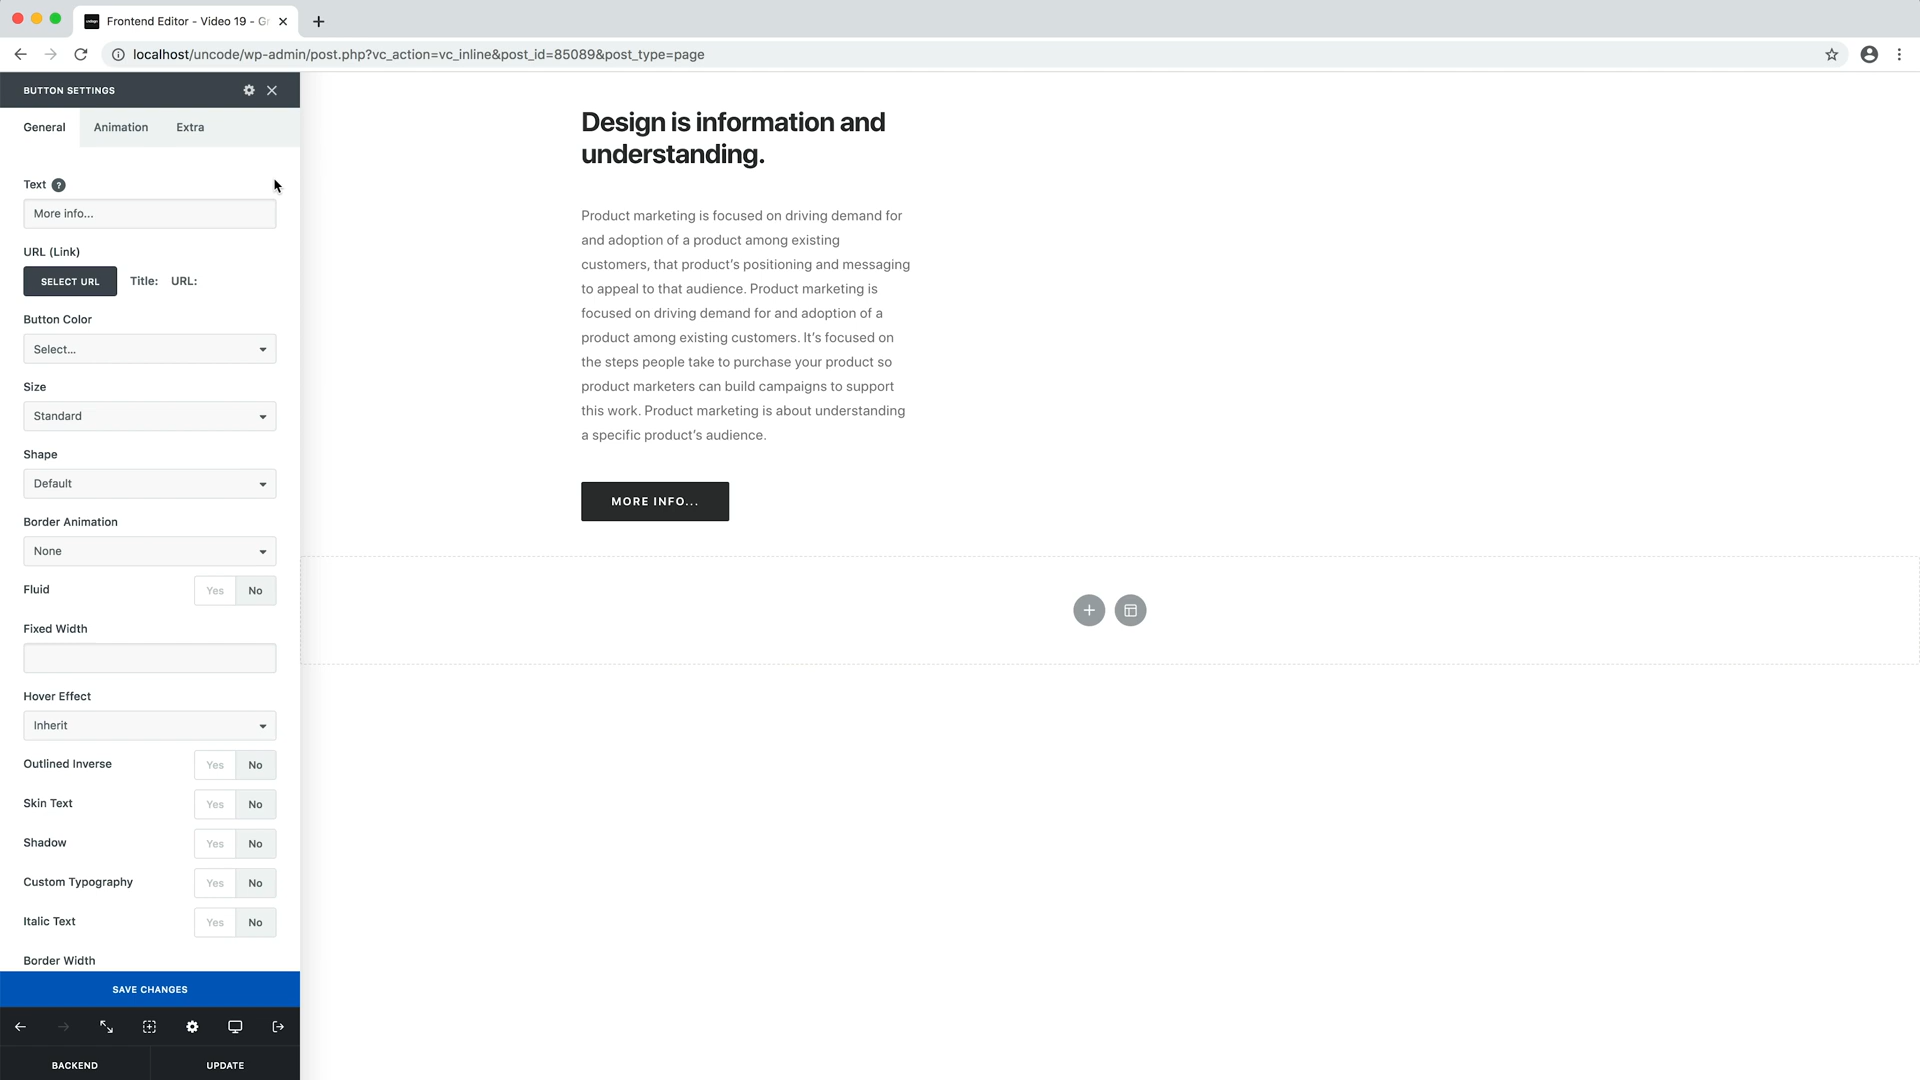 Frontend Editor - Video 19 - Gr
localhost/uncode/wp-admin/post.php?vc_action=vc_inline&post_id=85089&post_type=page
BUTTON SETTINGS
General Animation Extra
Text ?
More info...
URL (Link)
SELECT URL Title: URL:
Button Color
Select...
Size
Standard
Shape
Default
Border Animation
None
Fluid Yes No
Fixed Width
Hover Effect
Inherit
Outlined Inverse Yes No
Skin Text Yes No
Shadow Yes No
Custom Typography Yes No
Italic Text Yes No
Border Width
SAVE CHANGES
BACKEND UPDATE
Design is information and
understanding.
Product marketing is focused on driving demand for
and adoption of a product among existing
customers, that product’s positioning and messaging
to appeal to that audience. Product marketing is
focused on driving demand for and adoption of a
product among existing customers. It’s focused on
the steps people take to purchase your product so
product marketers can build campaigns to support
this work. Product marketing is about understanding
a specific product’s audience.
MORE INFO...